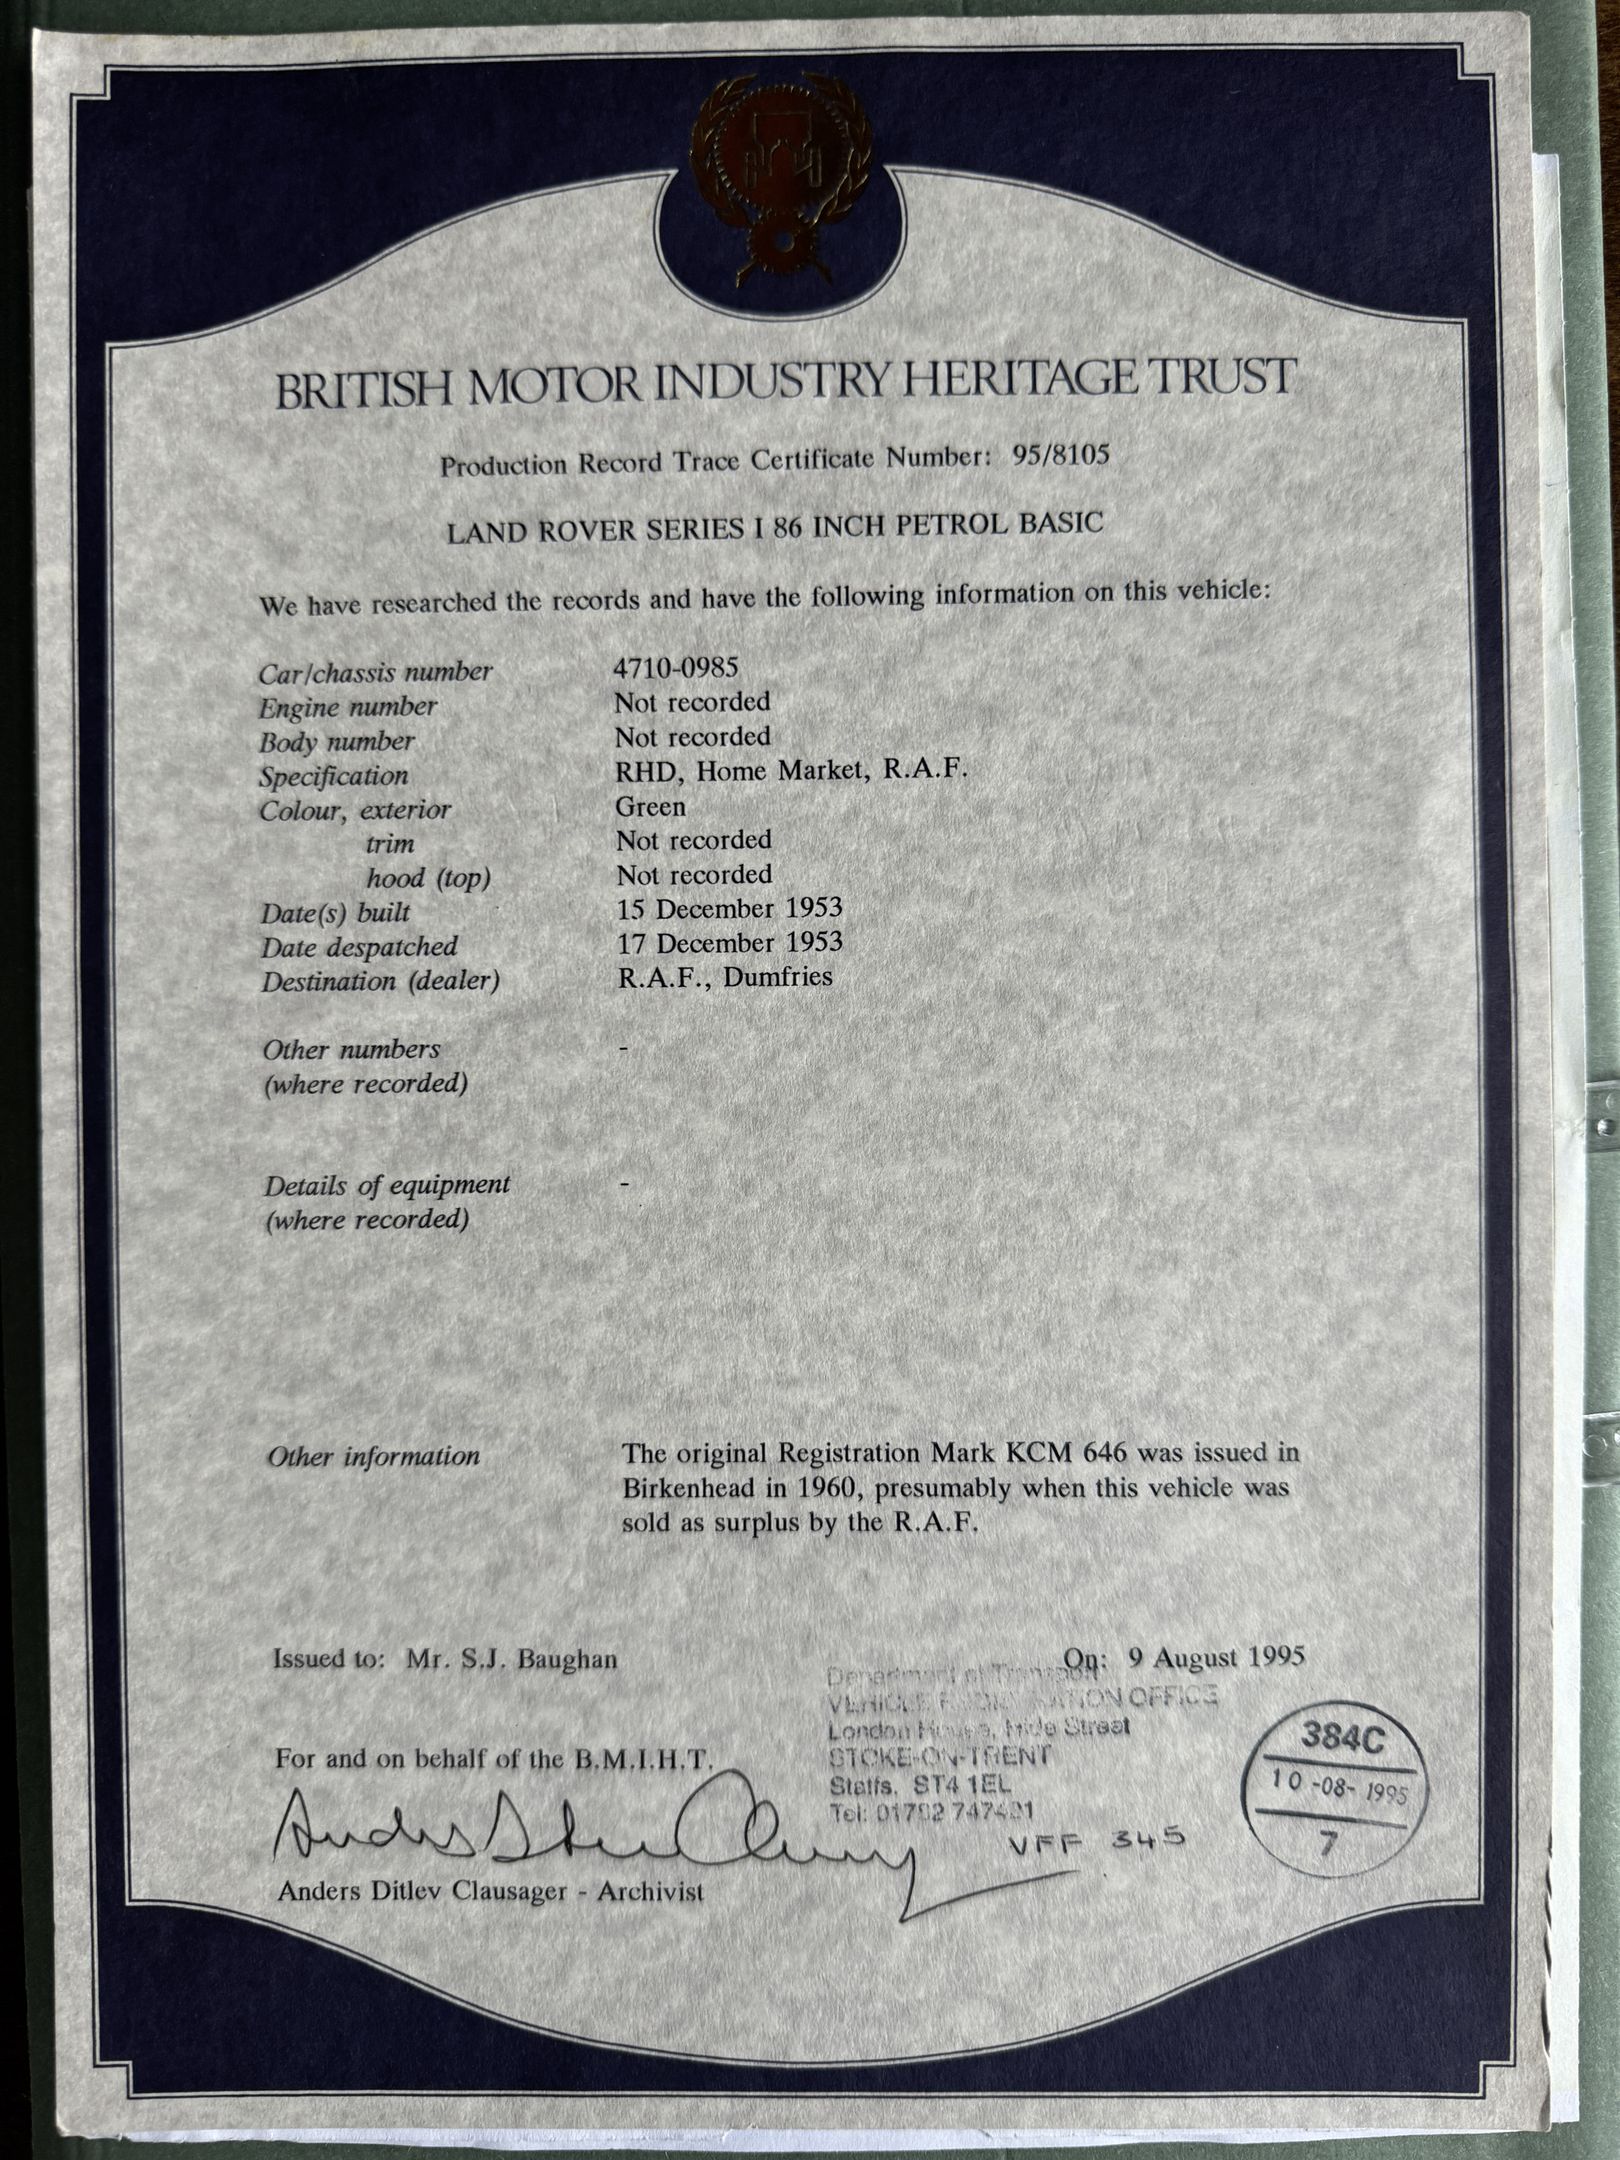 BRITISH MOTOR INDUSTRY HERITAGE TRUST
Production Record Trace Certificate Number: 95/8105
LAND ROVER SERIES I 86 INCH PETROL BASIC
We have researched the records and have the following information on this vehicle:
Car/chassis number 4710-0985
Engine number Not recorded
Body number Not recorded
Specification RHD, Home Market, R.A.F.
Colour, exterior Green
trim Not recorded
hood (top) Not recorded
Date(s) built 15 December 1953
Date despatched 17 December 1953
Destination (dealer) R.A.F., Dumfries
Other numbers -
(where recorded)
Details of equipment -
(where recorded)
Other information The original Registration Mark KCM 646 was issued in
Birkenhead in 1960, presumably when this vehicle was
sold as surplus by the R.A.F.
Issued to: Mr. S.J. Baughan On: 9 August 1995
Department of Transport
VEHICLE REGISTRATION OFFICE
London House, Hide Street
For and on behalf of the B.M.I.H.T. STOKE-ON-TRENT
Staffs. ST4 1EL
Tel: 01782 747421
VFF 345
384C
10-08-1995
7
Anders Ditlev Clausager - Archivist